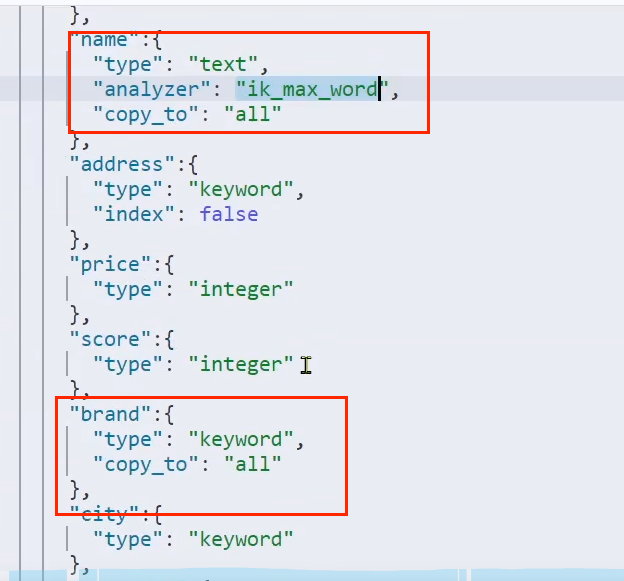 },
"name":{
"type": "text",
"analyzer": "ik_max_word",
"copy_to": "all"
},
"address":{
"type": "keyword",
"index": false
},
"price":{
"type": "integer"
},
"score":{
"type": "integer"
},
"brand":{
"type": "keyword",
"copy_to": "all"
},
"city":{
"type": "keyword"
},